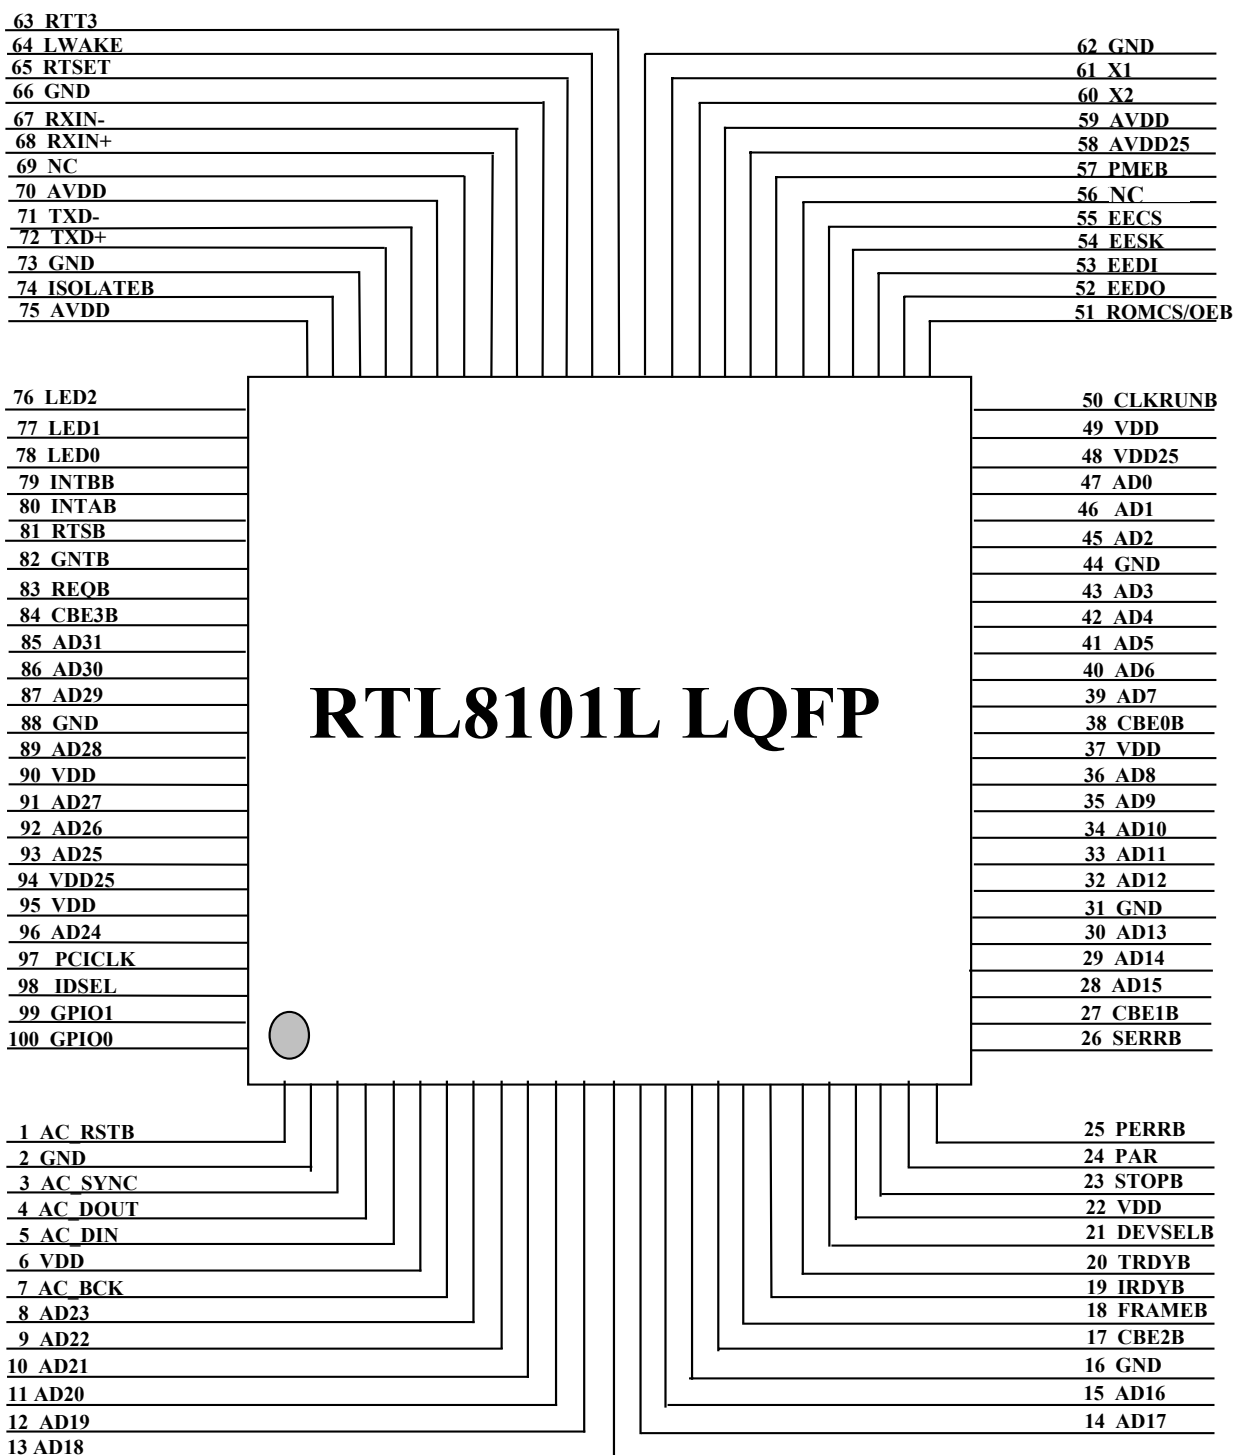 63 RTT3
64 LWAKE
65 RTSET
66 GND
67 RXIN-
68 RXIN+
69 NC
70 AVDD
71 TXD-
72 TXD+
73 GND
74 ISOLATEB
75 AVDD
62 GND
61 X1
60 X2
59 AVDD
58 AVDD25
57 PMEB
56 NC
55 EECS
54 EESK
53 EEDI
52 EEDO
51 ROMCS/OEB
76 LED2
77 LED1
78 LED0
79 INTBB
80 INTAB
81 RTSB
82 GNTB
83 REQB
84 CBE3B
85 AD31
86 AD30
87 AD29
88 GND
89 AD28
90 VDD
91 AD27
92 AD26
93 AD25
94 VDD25
95 VDD
96 AD24
97 PCICLK
98 IDSEL
99 GPIO1
100 GPIO0
RTL8101L LQFP
50 CLKRUNB
49 VDD
48 VDD25
47 AD0
46 AD1
45 AD2
44 GND
43 AD3
42 AD4
41 AD5
40 AD6
39 AD7
38 CBE0B
37 VDD
36 AD8
35 AD9
34 AD10
33 AD11
32 AD12
31 GND
30 AD13
29 AD14
28 AD15
27 CBE1B
26 SERRB
1 AC_RSTB
2 GND
3 AC_SYNC
4 AC_DOUT
5 AC_DIN
6 VDD
7 AC_BCK
8 AD23
9 AD22
10 AD21
11 AD20
12 AD19
13 AD18
25 PERRB
24 PAR
23 STOPB
22 VDD
21 DEVSELB
20 TRDYB
19 IRDYB
18 FRAMEB
17 CBE2B
16 GND
15 AD16
14 AD17